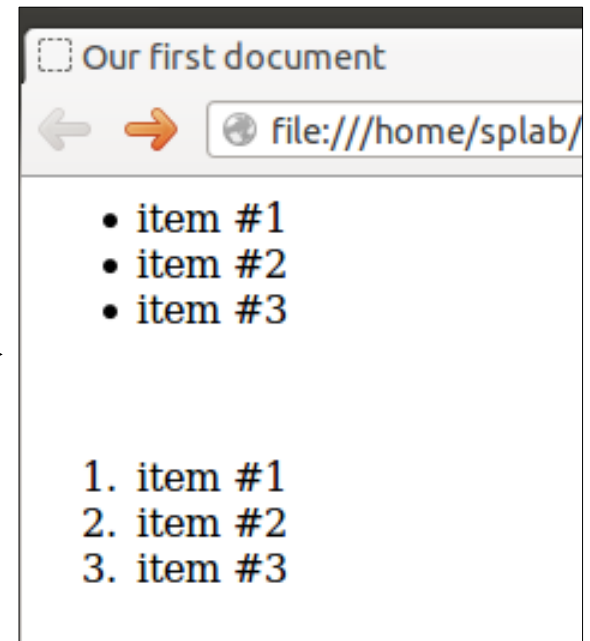 Our first document
file:///home/splab/
• item #1
• item #2
• item #3
1. item #1
2. item #2
3. item #3